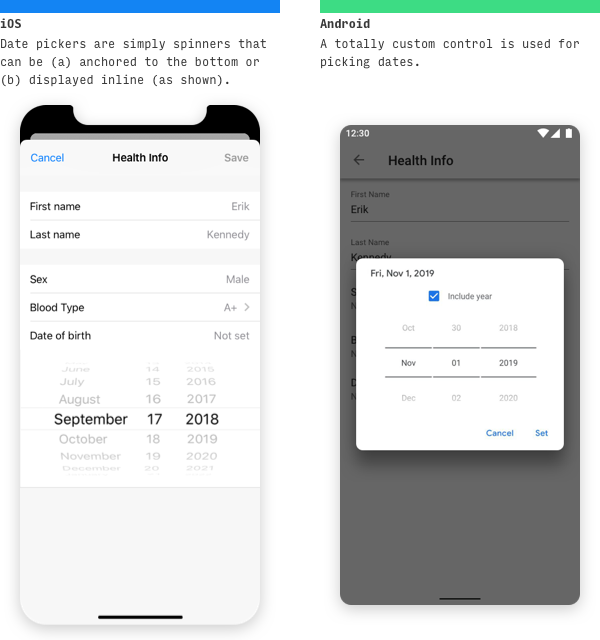 iOS
Date pickers are simply spinners that
can be (a) anchored to the bottom or
(b) displayed inline (as shown).
Cancel Health Info Save
First name Erik
Last name Kennedy
Sex Male
Blood Type A+
Date of birth Not set
June 14 2015
July 15 2016
August 16 2017
September 17 2018
October 18 2019
November 19 2020
December 20 2021
Android
A totally custom control is used for
picking dates.
12:30
Health Info
First Name
Erik
Last Name
Kennedy
Fri, Nov 1, 2019
Include year
Oct 30 2018
Nov 01 2019
Dec 02 2020
Cancel Set